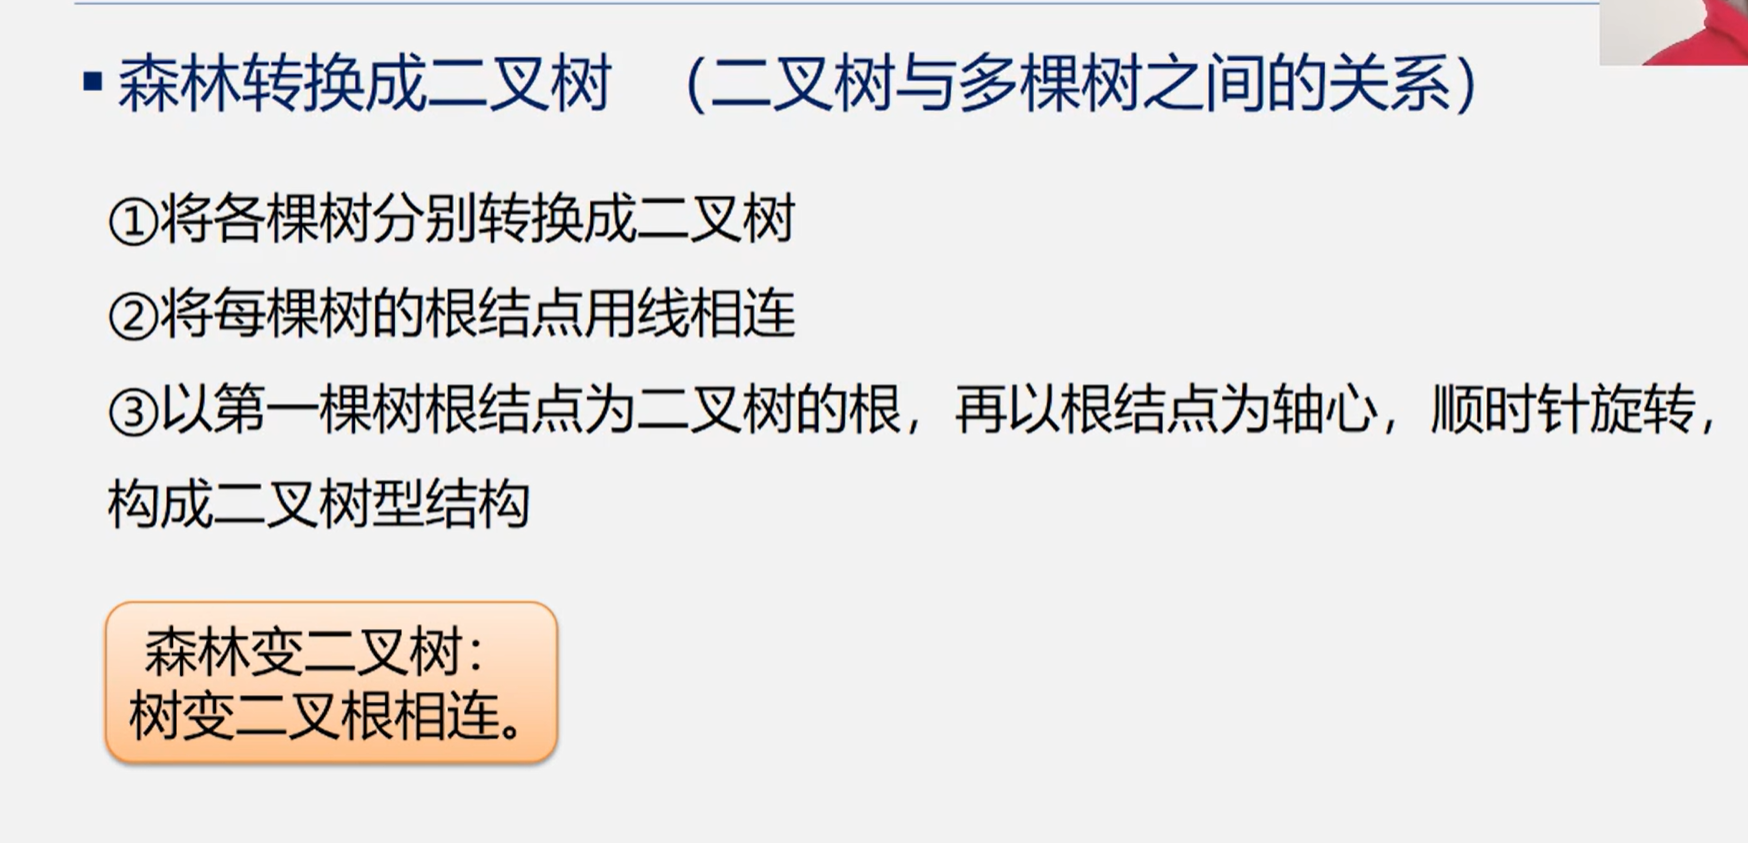 ▪森林转换成二叉树 （二叉树与多棵树之间的关系）
①将各棵树分别转换成二叉树
②将每棵树的根结点用线相连
③以第一棵树根结点为二叉树的根，再以根结点为轴心，顺时针旋转，
构成二叉树型结构
森林变二叉树：
树变二叉根相连。